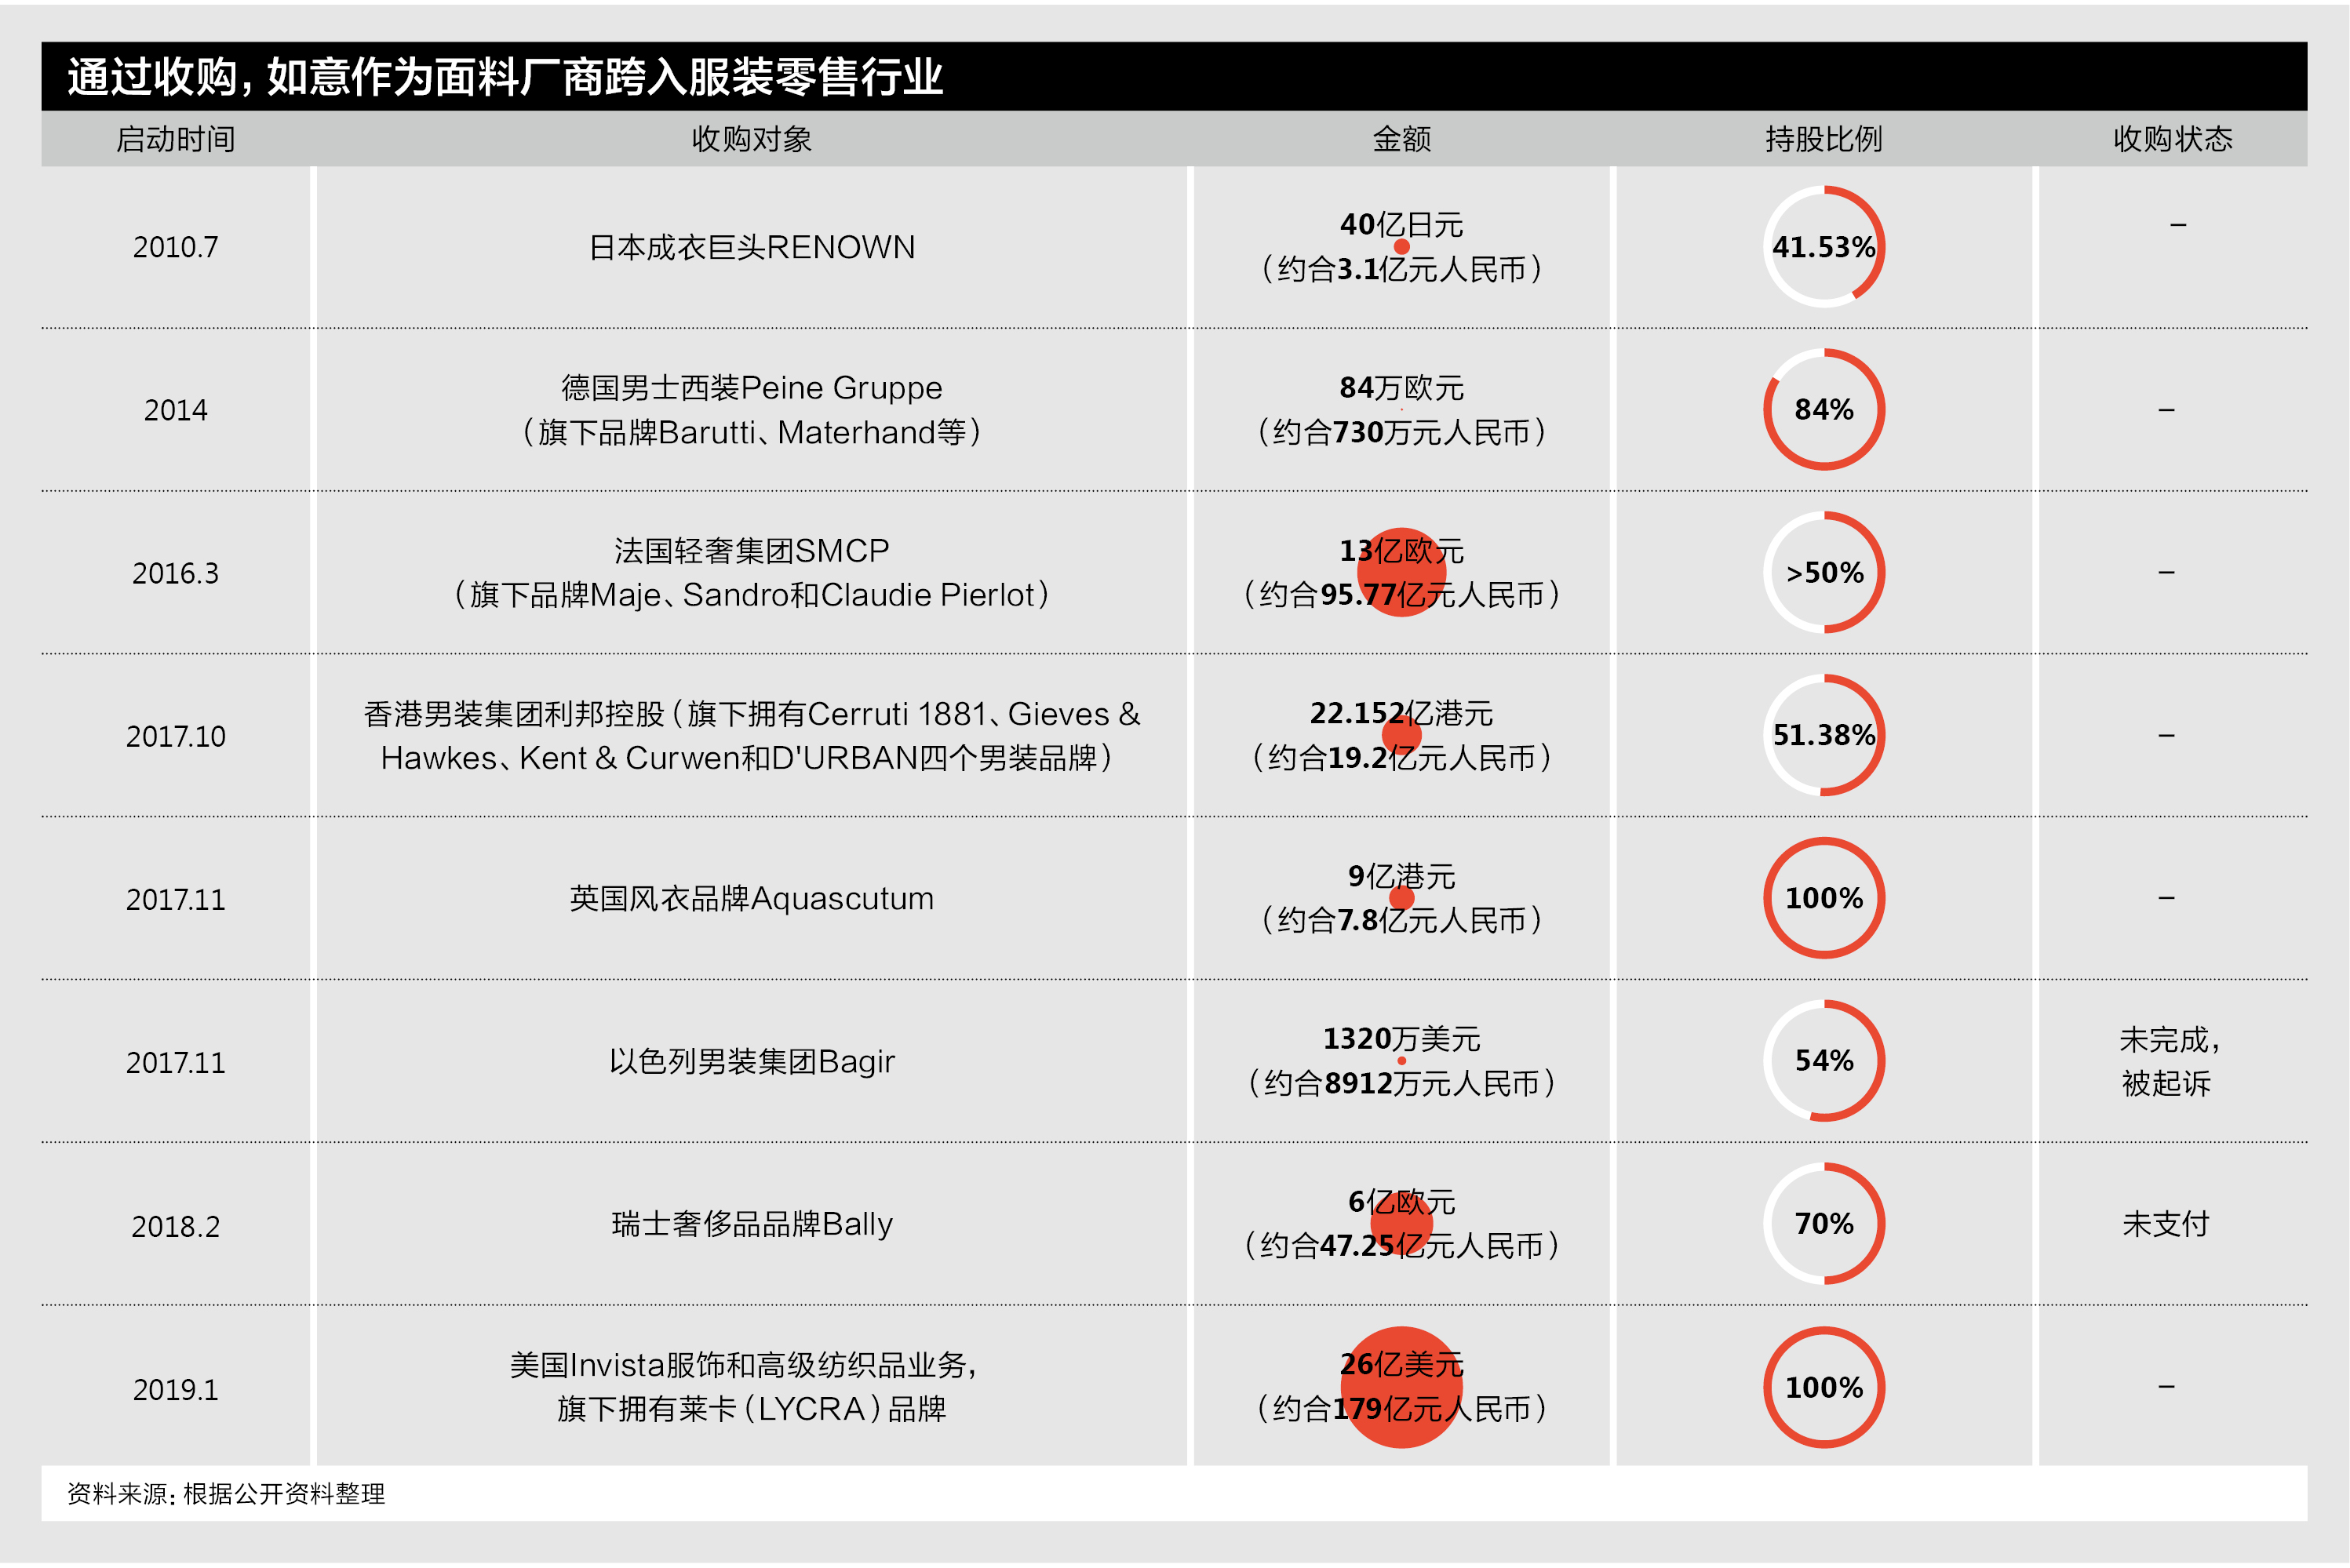 通过收购，如意作为面料厂商跨入服装零售行业
启动时间 收购对象 金额 持股比例 收购状态
2010.7
日本成衣巨头RENOWN
40亿日元
（约合3.1亿元人民币）
41.53%
–
2014
德国男士西装Peine Gruppe
（旗下品牌Barutti、Materhand等）
84万欧元
（约合730万元人民币）
84%
–
2016.3
法国轻奢集团SMCP
（旗下品牌Maje、Sandro和Claudie Pierlot）
13亿欧元
（约合95.77亿元人民币）
>50%
–
2017.10
香港男装集团利邦控股（旗下拥有Cerruti 1881、Gieves &
Hawkes、Kent & Curwen和D'URBAN四个男装品牌）
22.152亿港元
（约合19.2亿元人民币）
51.38%
–
2017.11
英国风衣品牌Aquascutum
9亿港元
（约合7.8亿元人民币）
100%
–
2017.11
以色列男装集团Bagir
1320万美元
（约合8912万元人民币）
54%
未完成，
被起诉
2018.2
瑞士奢侈品品牌Bally
6亿欧元
（约合47.25亿元人民币）
70%
未支付
2019.1
美国Invista服饰和高级纺织品业务，
旗下拥有莱卡（LYCRA）品牌
26亿美元
（约合179亿元人民币）
100%
–
资料来源：根据公开资料整理